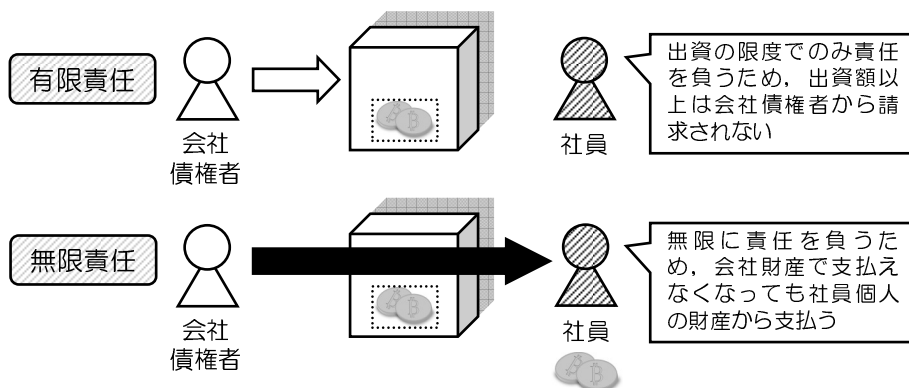 有限責任
会社
債権者
社員
出資の限度でのみ責任
を負うため，出資額以
上は会社債権者から請
求されない
無限責任
会社
債権者
社員
無限に責任を負うた
め，会社財産で支払え
なくなっても社員個人
の財産から支払う